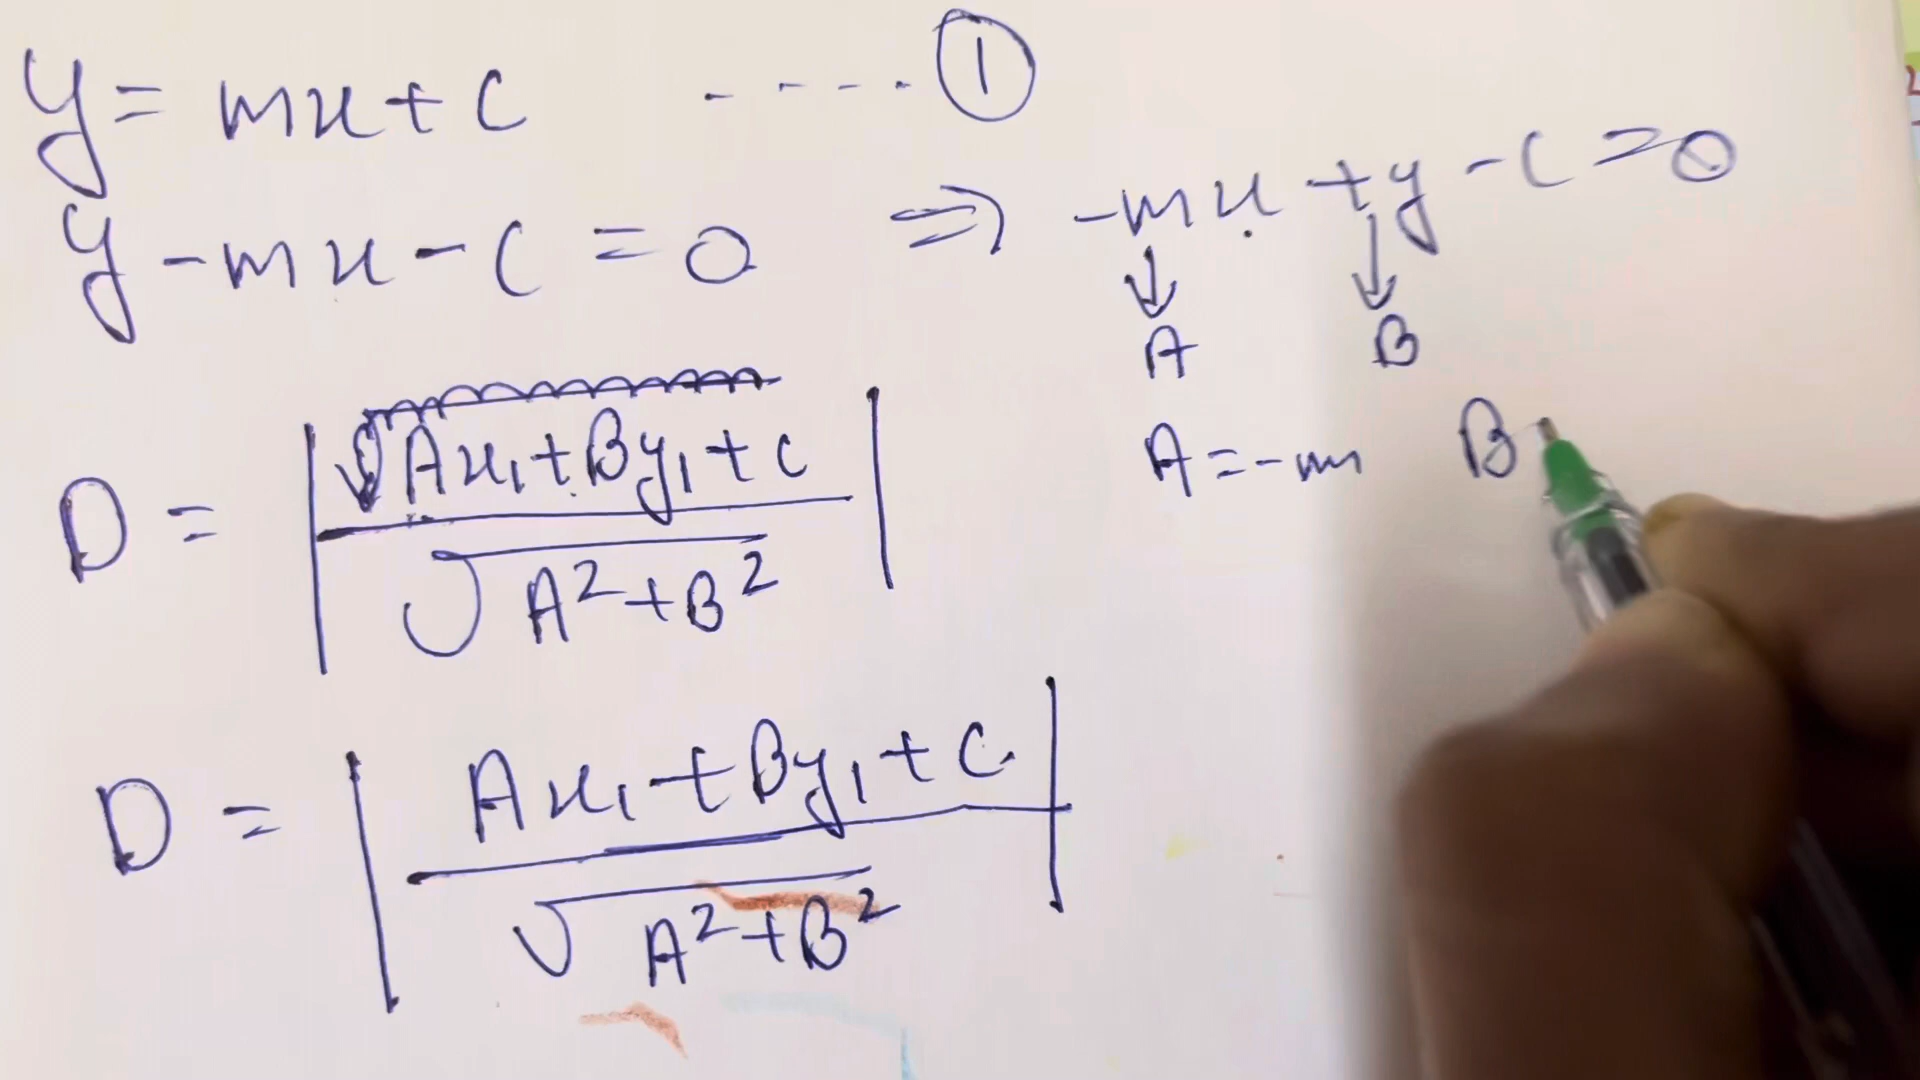 y = mx + c ..... ①
y - mx - c = 0 ⇒ -mx + y - c = 0
↓ ↓
A B
A = -m B
D = | Ax₁ + By₁ + c / √A² + B² |
D = | Ax₁ + By₁ + c / √A² + B² |